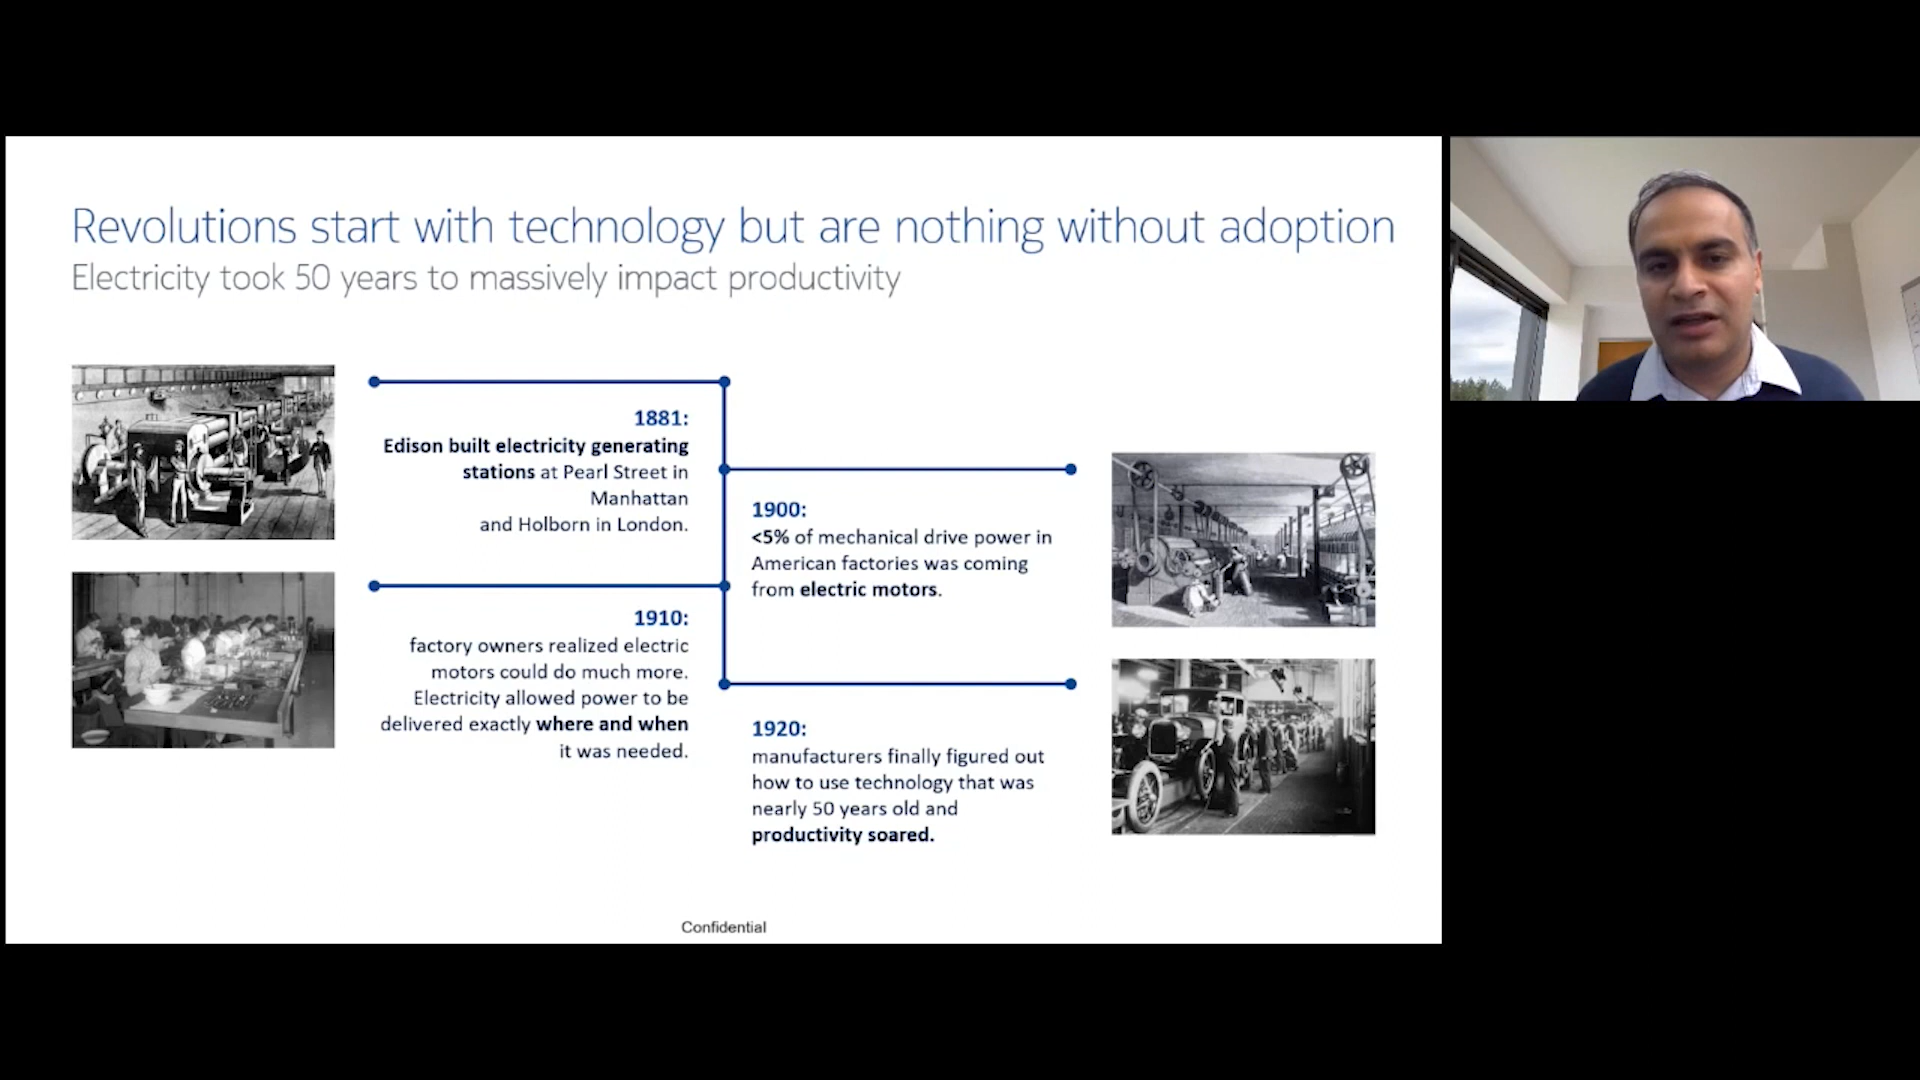 Revolutions start with technology but are nothing without adoption
Electricity took 50 years to massively impact productivity
1881:
Edison built electricity generating
stations at Pearl Street in
Manhattan
and Holborn in London.
1900:
<5% of mechanical drive power in
American factories was coming
from electric motors.
1910:
factory owners realized electric
motors could do much more.
Electricity allowed power to be
delivered exactly where and when
it was needed.
1920:
manufacturers finally figured out
how to use technology that was
nearly 50 years old and
productivity soared.
Confidential